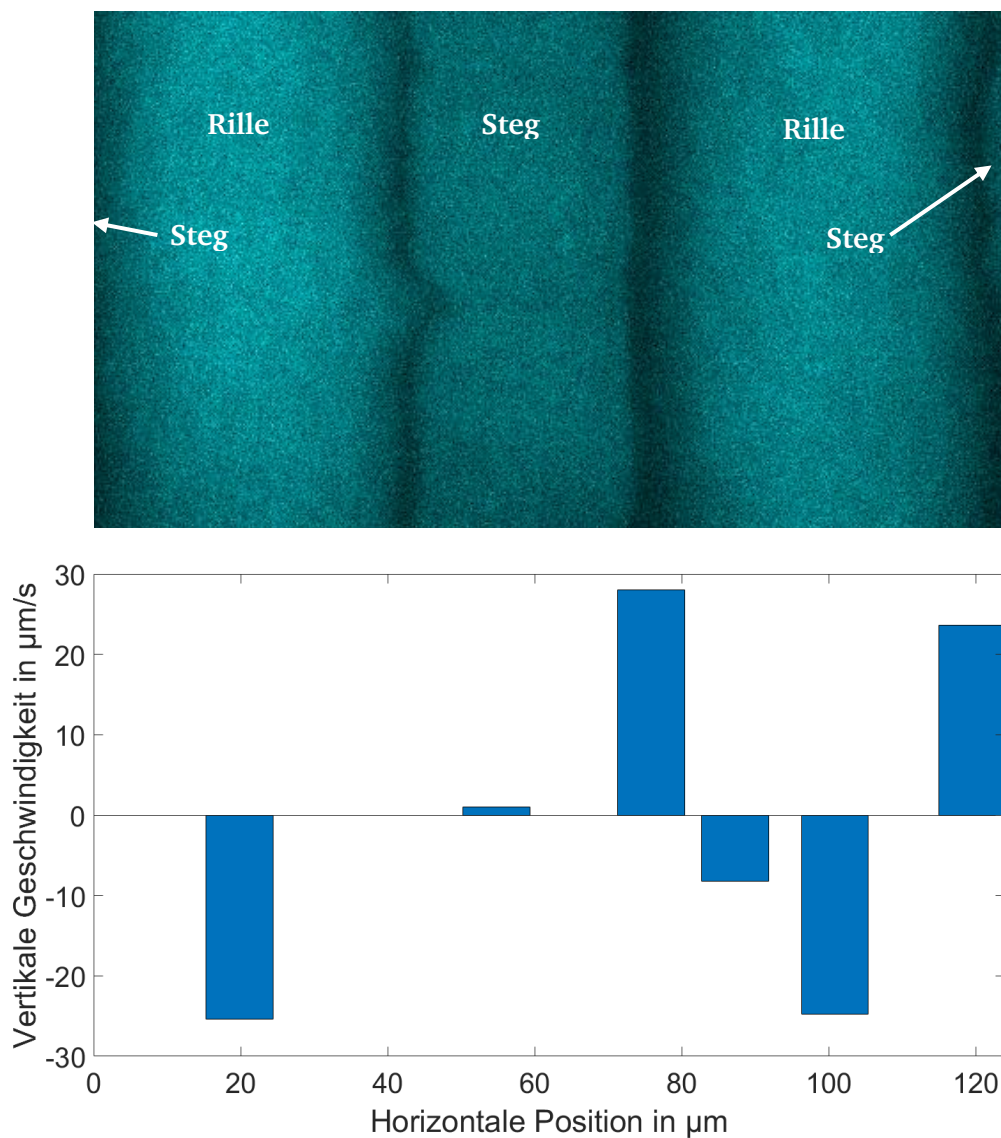 Rille
Steg
Rille
Steg
Steg
30
20
10
0
-10
-20
-30
Vertikale Geschwindigkeit in µm/s
0 20 40 60 80 100 120
Horizontale Position in µm